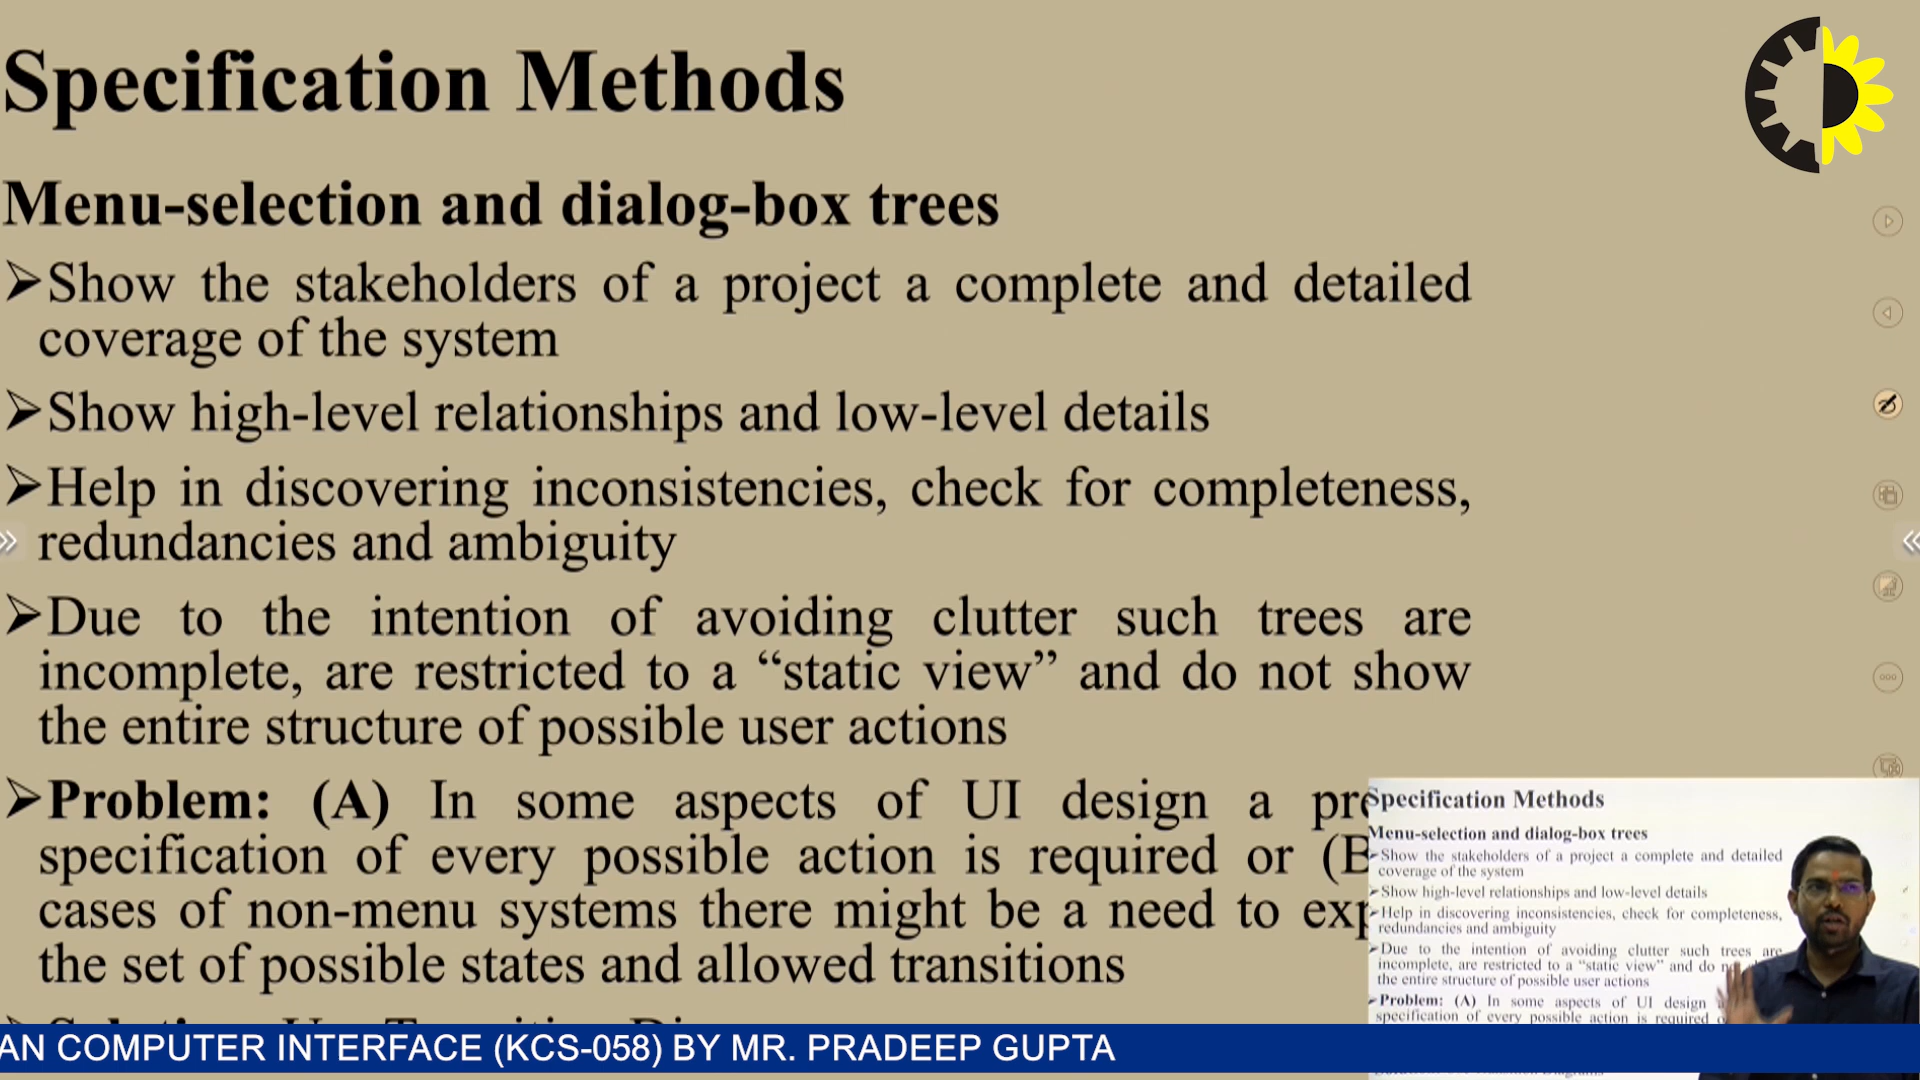 Specification Methods
Menu-selection and dialog-box trees
➢Show the stakeholders of a project a complete and detailed
coverage of the system
➢Show high-level relationships and low-level details
➢Help in discovering inconsistencies, check for completeness,
redundancies and ambiguity
➢Due to the intention of avoiding clutter such trees are
incomplete, are restricted to a “static view” and do not show
the entire structure of possible user actions
➢Problem: (A) In some aspects of UI design a
specification of every possible action is required or
cases of non-menu systems there might be a need to
the set of possible states and allowed transitions
Specification Methods
Menu-selection and dialog-box trees
Show the stakeholders of a project a complete and detailed
coverage of the system
Show high-level relationships and low-level details
Help in discovering inconsistencies, check for completeness,
redundancies and ambiguity
Due to the intention of avoiding clutter such trees are
incomplete, are restricted to a “static view” and do
the entire structure of possible user actions
Problem: (A) In some aspects of UI design
specification of every possible action is required
AN COMPUTER INTERFACE (KCS-058) BY MR. PRADEEP GUPTA